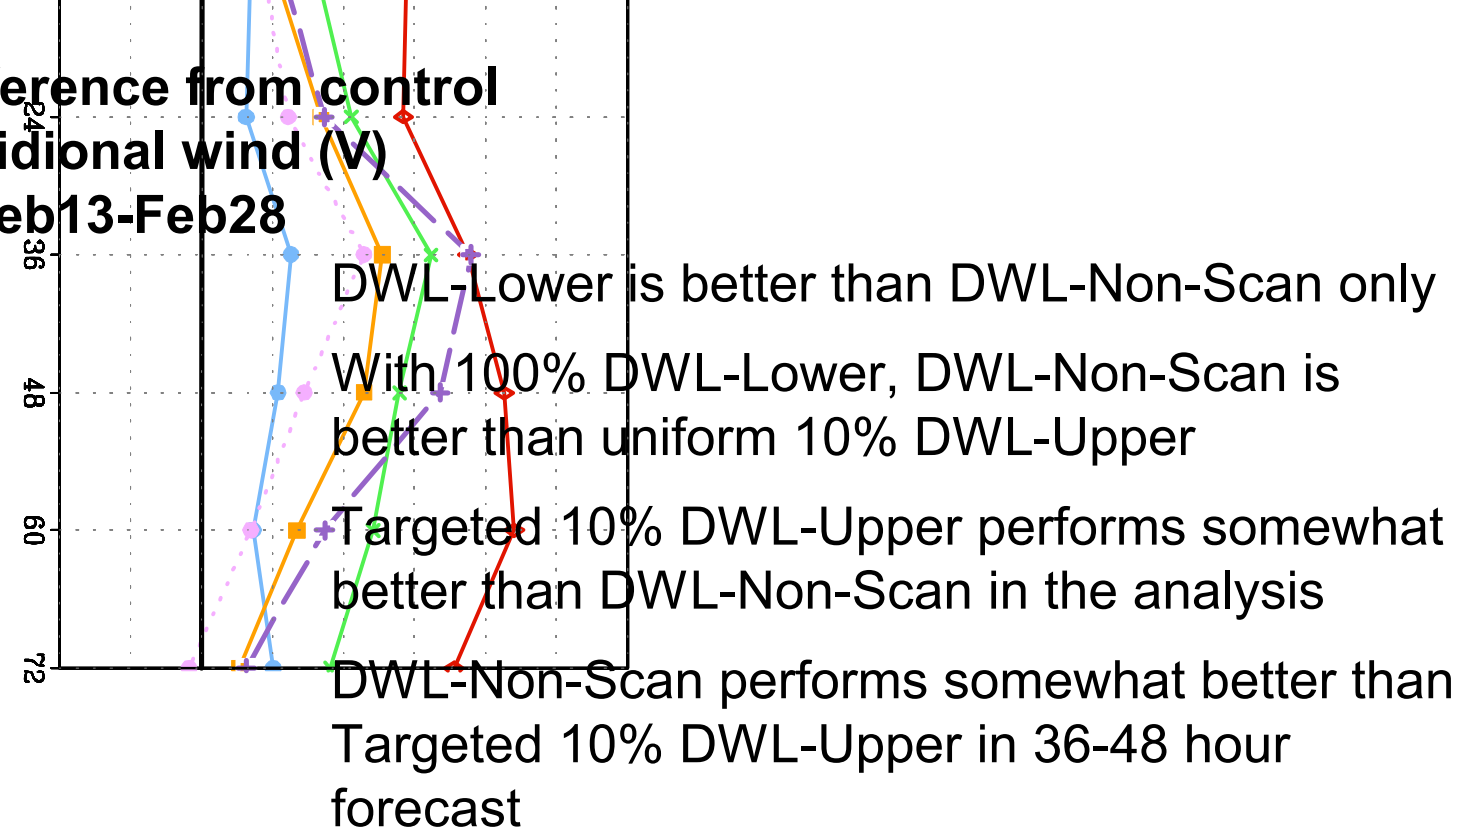 erence from control
24
idional wind (V)
eb13-Feb28
36
DWL-Lower is better than DWL-Non-Scan only
With 100% DWL-Lower, DWL-Non-Scan is
48
better than uniform 10% DWL-Upper
Targeted 10% DWL-Upper performs somewhat
60
better than DWL-Non-Scan in the analysis
72
DWL-Non-Scan performs somewhat better than
Targeted 10% DWL-Upper in 36-48 hour
forecast